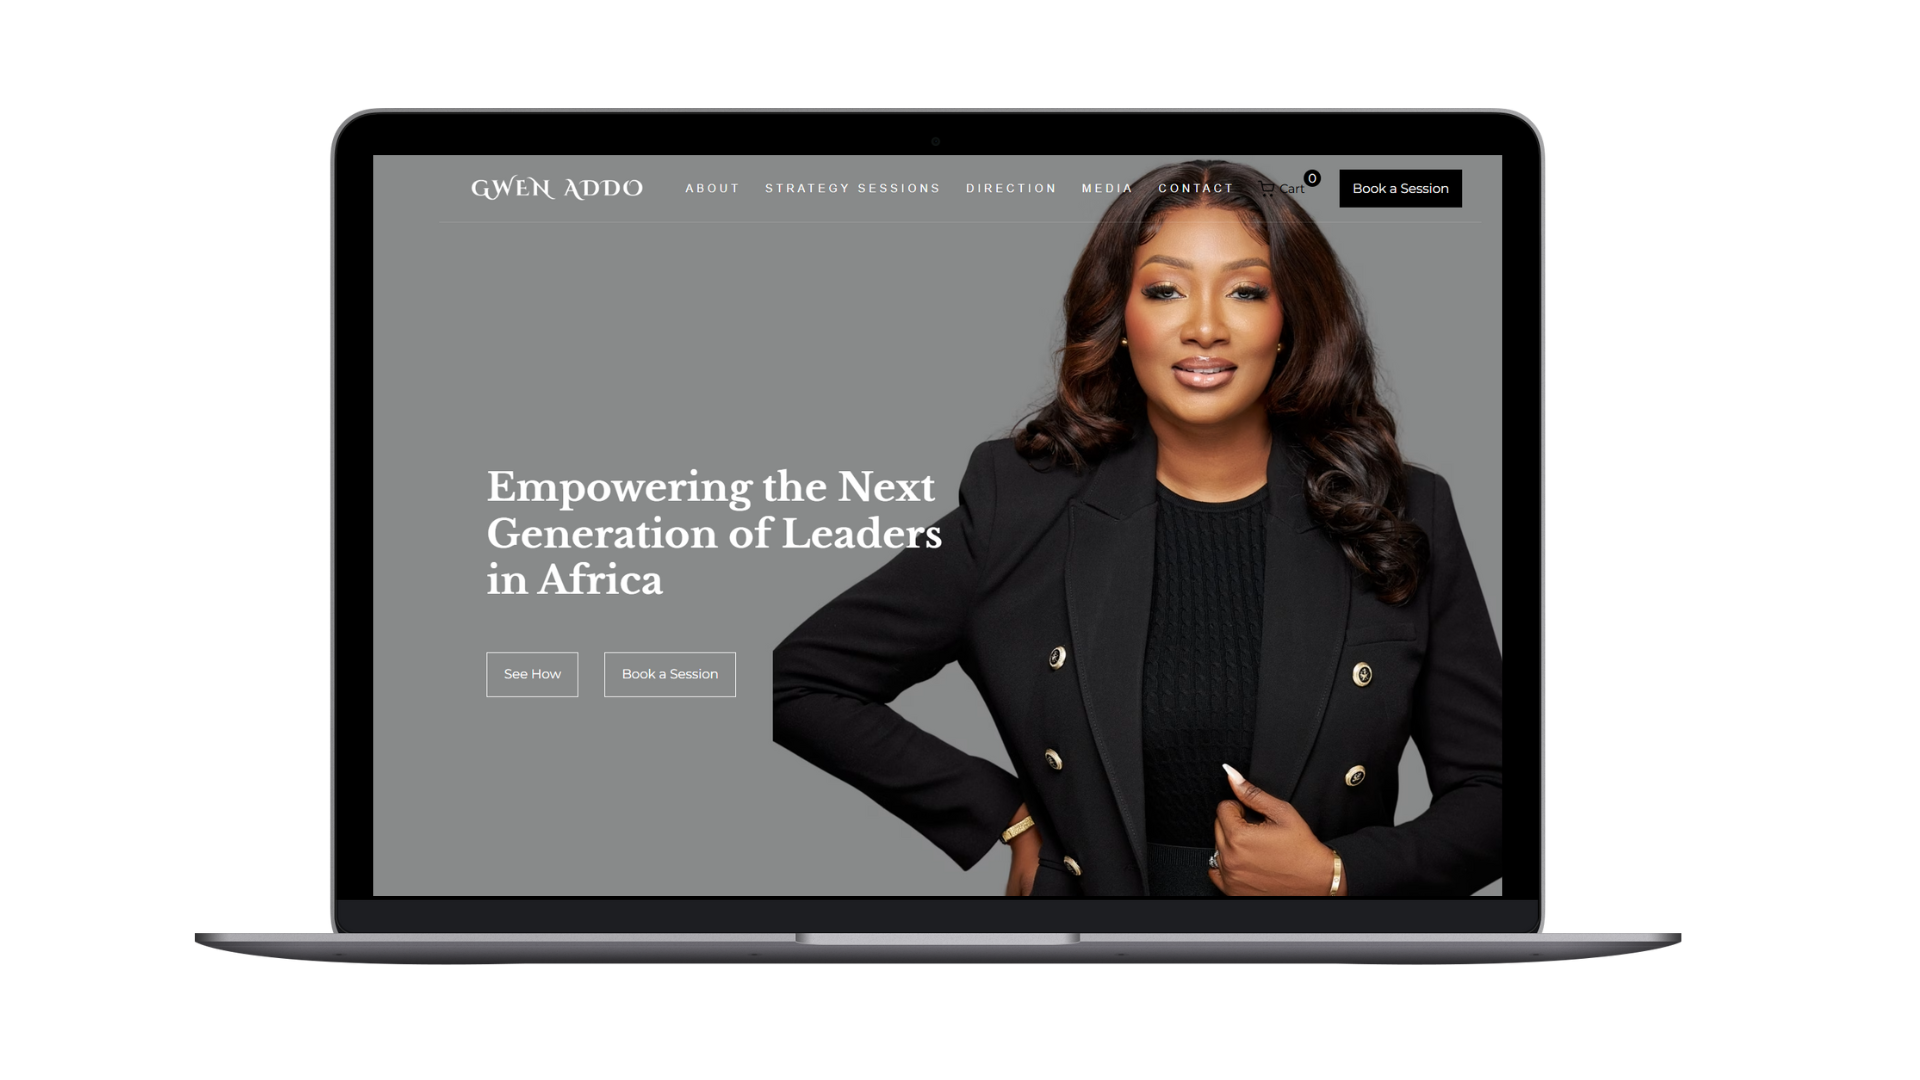 GWEN ADDO
ABOUT STRATEGY SESSIONS DIRECTION MEDIA CONTACT Cart 0 Book a Session
Empowering the Next
Generation of Leaders
in Africa
See How Book a Session